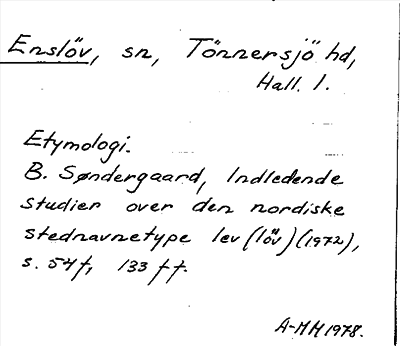 Enslöv, sn, Tönnersjö hd,
Hall. l.
Etymologi.
B. Søndergaard, Indledende
studier over den nordiske
stednavnetype lev (löv) (1972),
s. 54 f, 133 ff.
A-MH 1978.